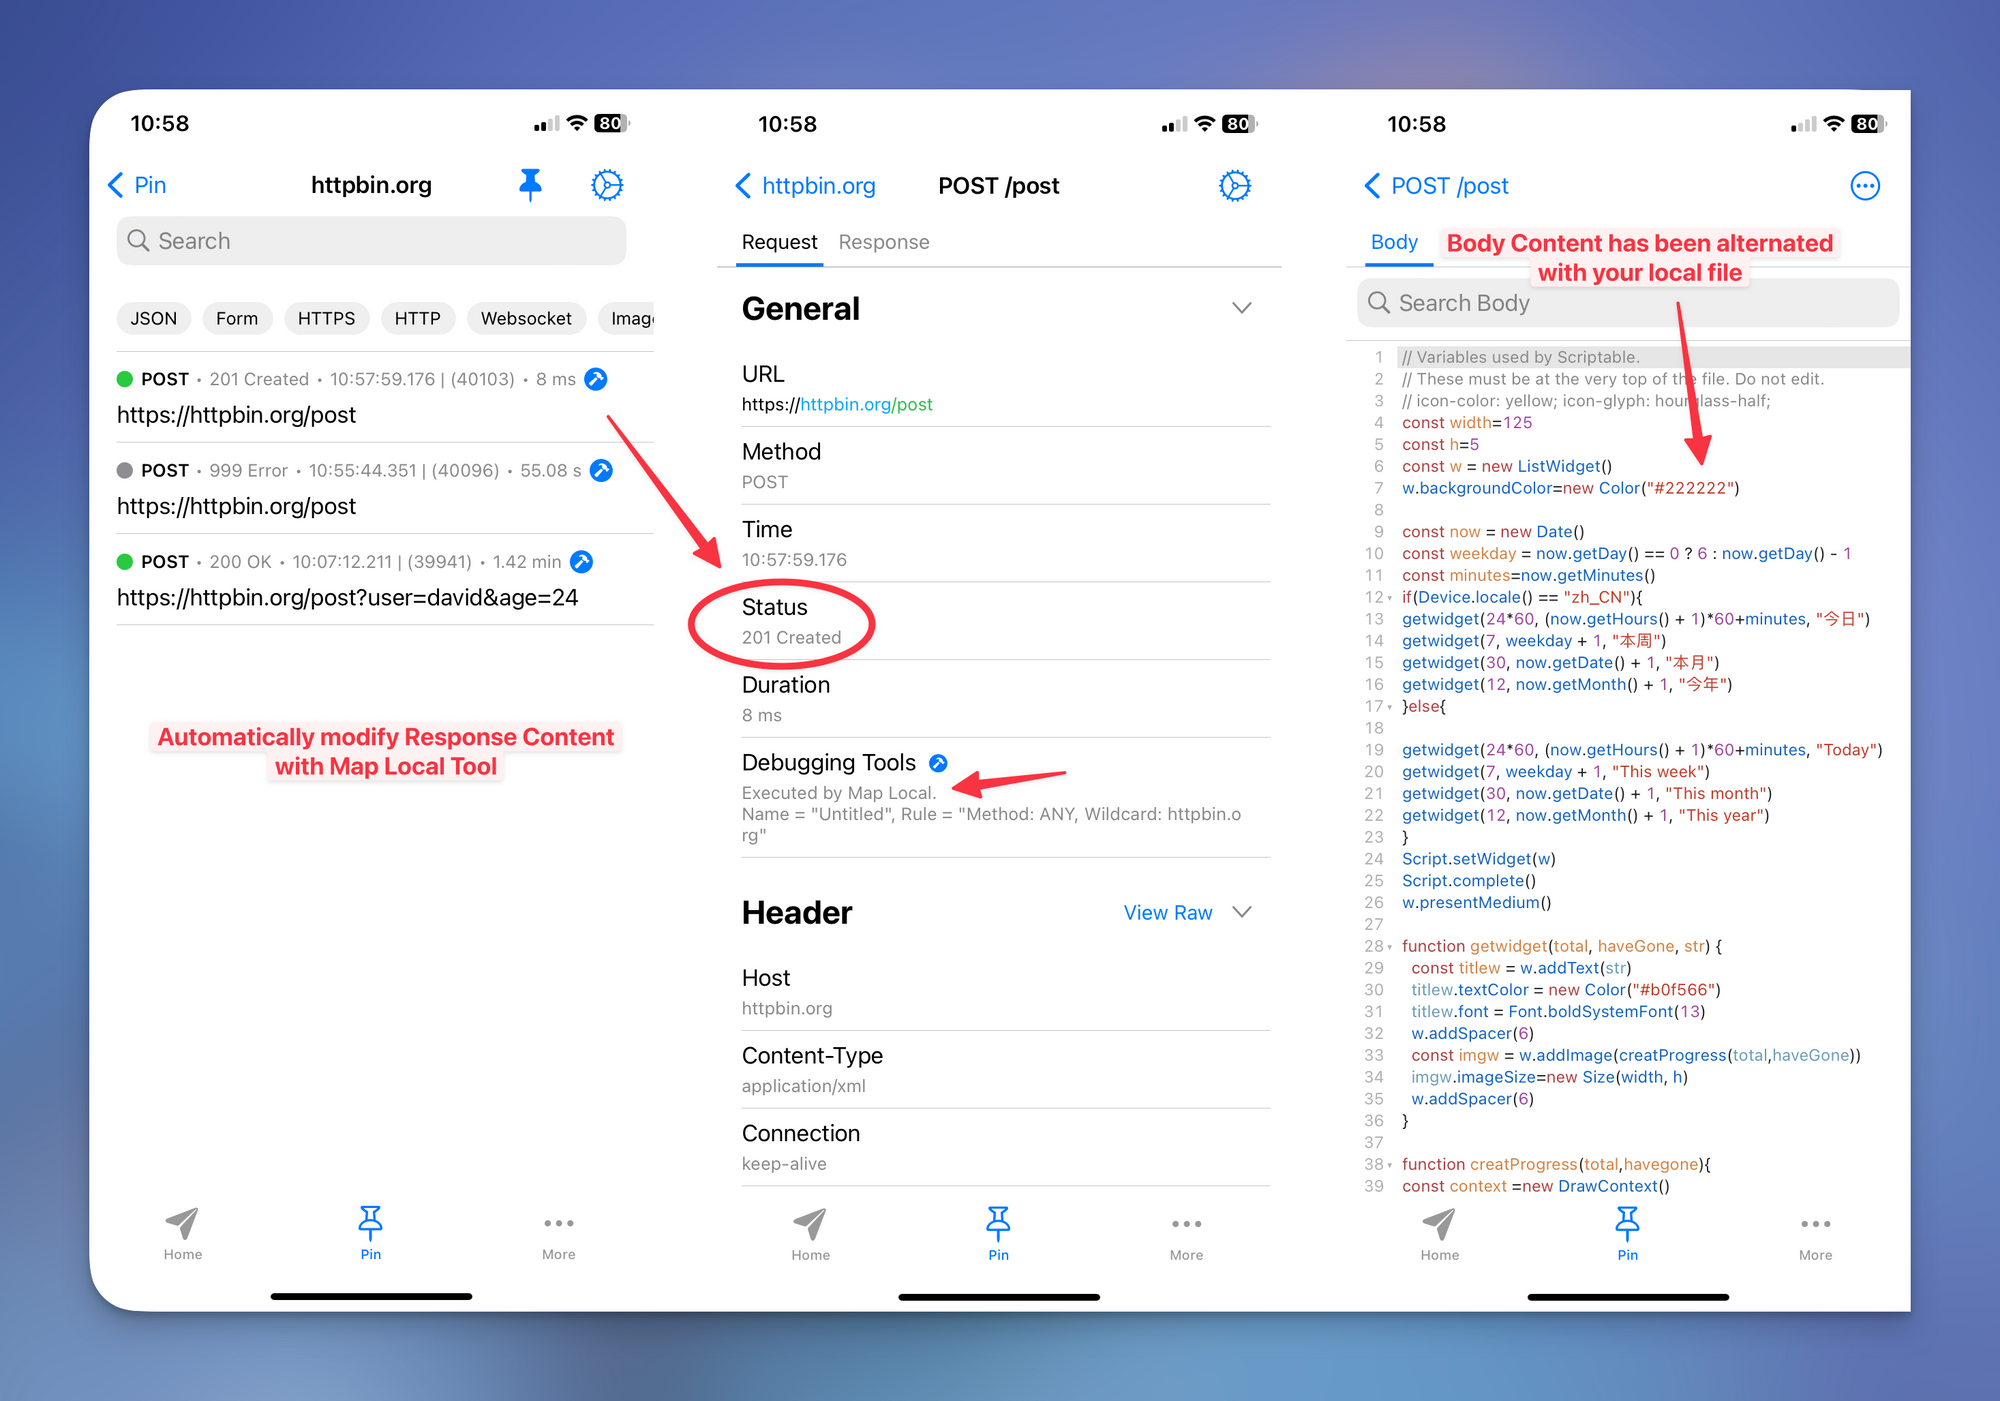 10:58
80
Pin
httpbin.org
Search
JSON
Form
HTTPS
HTTP
Websocket
Imag
POST • 201 Created • 10:57:59.176 | (40103) • 8 ms
https://httpbin.org/post
POST • 999 Error • 10:55:44.351 | (40096) • 55.08 s
https://httpbin.org/post
POST • 200 OK • 10:07:12.211 | (39941) • 1.42 min
https://httpbin.org/post?user=david&age=24
Automatically modify Response Content
with Map Local Tool
Home
Pin
More
10:58
80
httpbin.org
POST /post
Request
Response
General
URL
https://httpbin.org/post
Method
POST
Time
10:57:59.176
Status
201 Created
Duration
8 ms
Debugging Tools
Executed by Map Local.
Name = "Untitled", Rule = "Method: ANY, Wildcard: httpbin.o
rg"
Header
View Raw
Host
httpbin.org
Content-Type
application/xml
Connection
keep-alive
Home
Pin
More
10:58
80
POST /post
Body
Body Content has been alternated
with your local file
Search Body
1 // Variables used by Scriptable.
2 // These must be at the very top of the file. Do not edit.
3 // icon-color: yellow; icon-glyph: hourglass-half;
4 const width=125
5 const h=5
6 const w = new ListWidget()
7 w.backgroundColor=new Color("#222222")
8
9 const now = new Date()
10 const weekday = now.getDay() == 0 ? 6 : now.getDay() - 1
11 const minutes=now.getMinutes()
12 if(Device.locale() == "zh_CN"){
13 getwidget(24*60, (now.getHours() + 1)*60+minutes, "今日")
14 getwidget(7, weekday + 1, "本周")
15 getwidget(30, now.getDate() + 1, "本月")
16 getwidget(12, now.getMonth() + 1, "今年")
17 }else{
18
19 getwidget(24*60, (now.getHours() + 1)*60+minutes, "Today")
20 getwidget(7, weekday + 1, "This week")
21 getwidget(30, now.getDate() + 1, "This month")
22 getwidget(12, now.getMonth() + 1, "This year")
23 }
24 Script.setWidget(w)
25 Script.complete()
26 w.presentMedium()
27
28 function getwidget(total, haveGone, str) {
29 const titlew = w.addText(str)
30 titlew.textColor = new Color("#b0f566")
31 titlew.font = Font.boldSystemFont(13)
32 w.addSpacer(6)
33 const imgw = w.addImage(creatProgress(total,haveGone))
34 imgw.imageSize=new Size(width, h)
35 w.addSpacer(6)
36 }
37
38 function creatProgress(total,havegone){
39 const context =new DrawContext()
Home
Pin
More